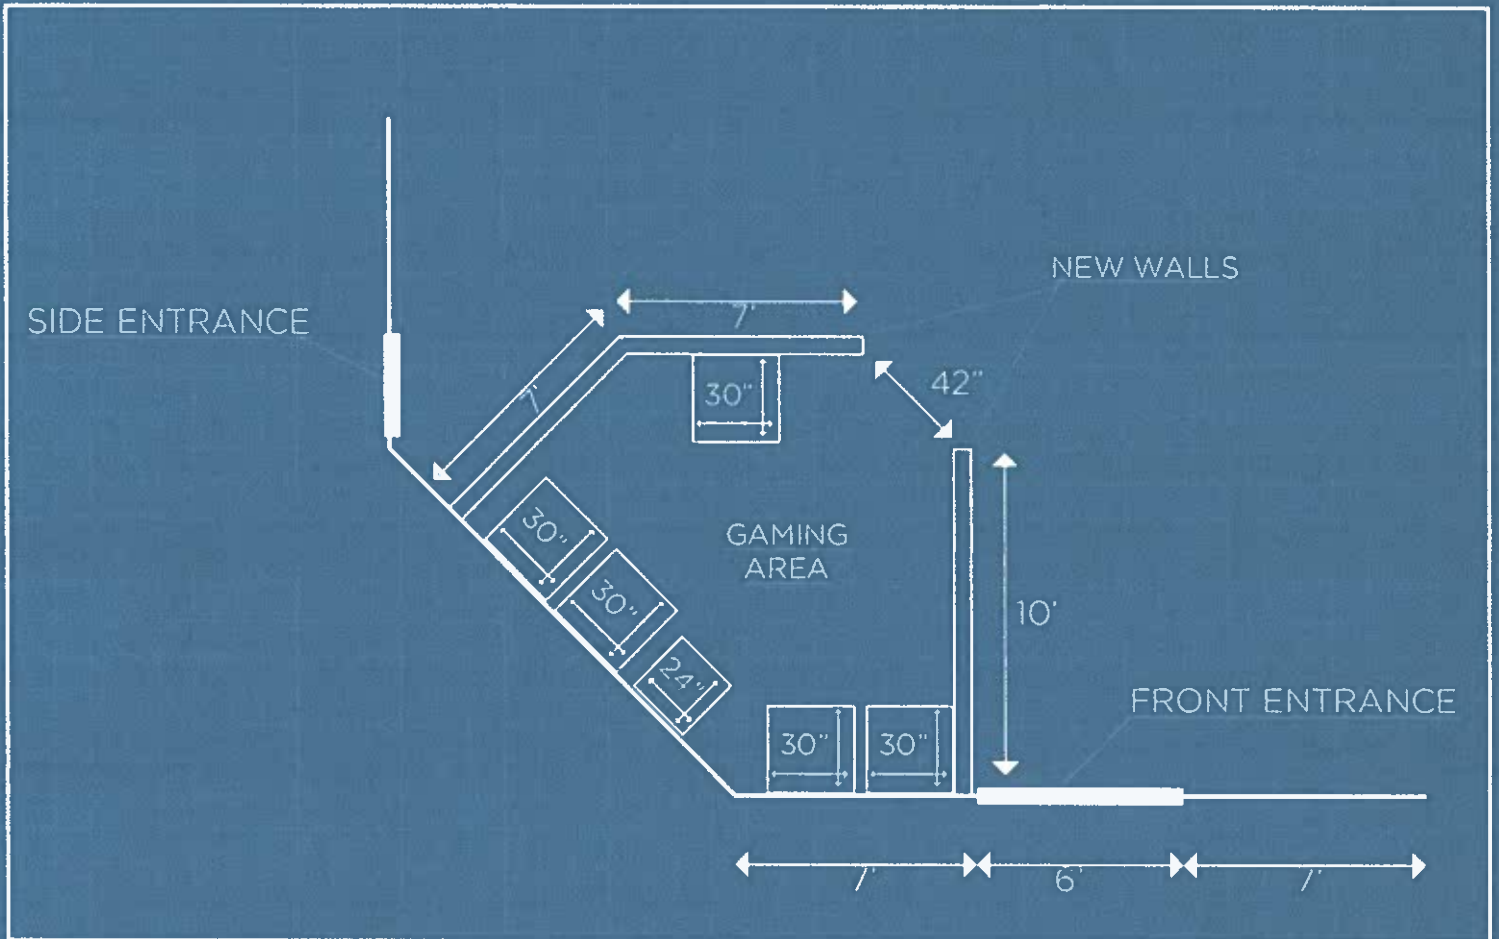 NEW WALLS
SIDE ENTRANCE
7'
7'
30"
42"
30"
GAMING
AREA
30"
10'
24"
FRONT ENTRANCE
30"
30"
7'
6'
7'